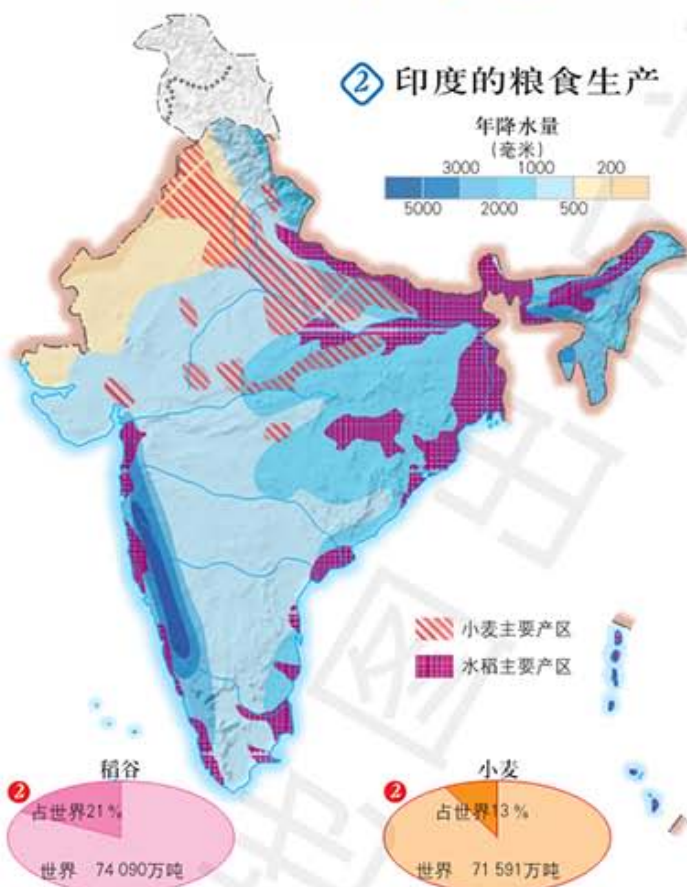 2 印度的粮食生产
年降水量
(毫米)
3000 1000 200
5000 2000 500
小麦主要产区
水稻主要产区
稻谷
2
占世界21%
世界 74 090万吨
小麦
2
占世界13%
世界 71 591万吨